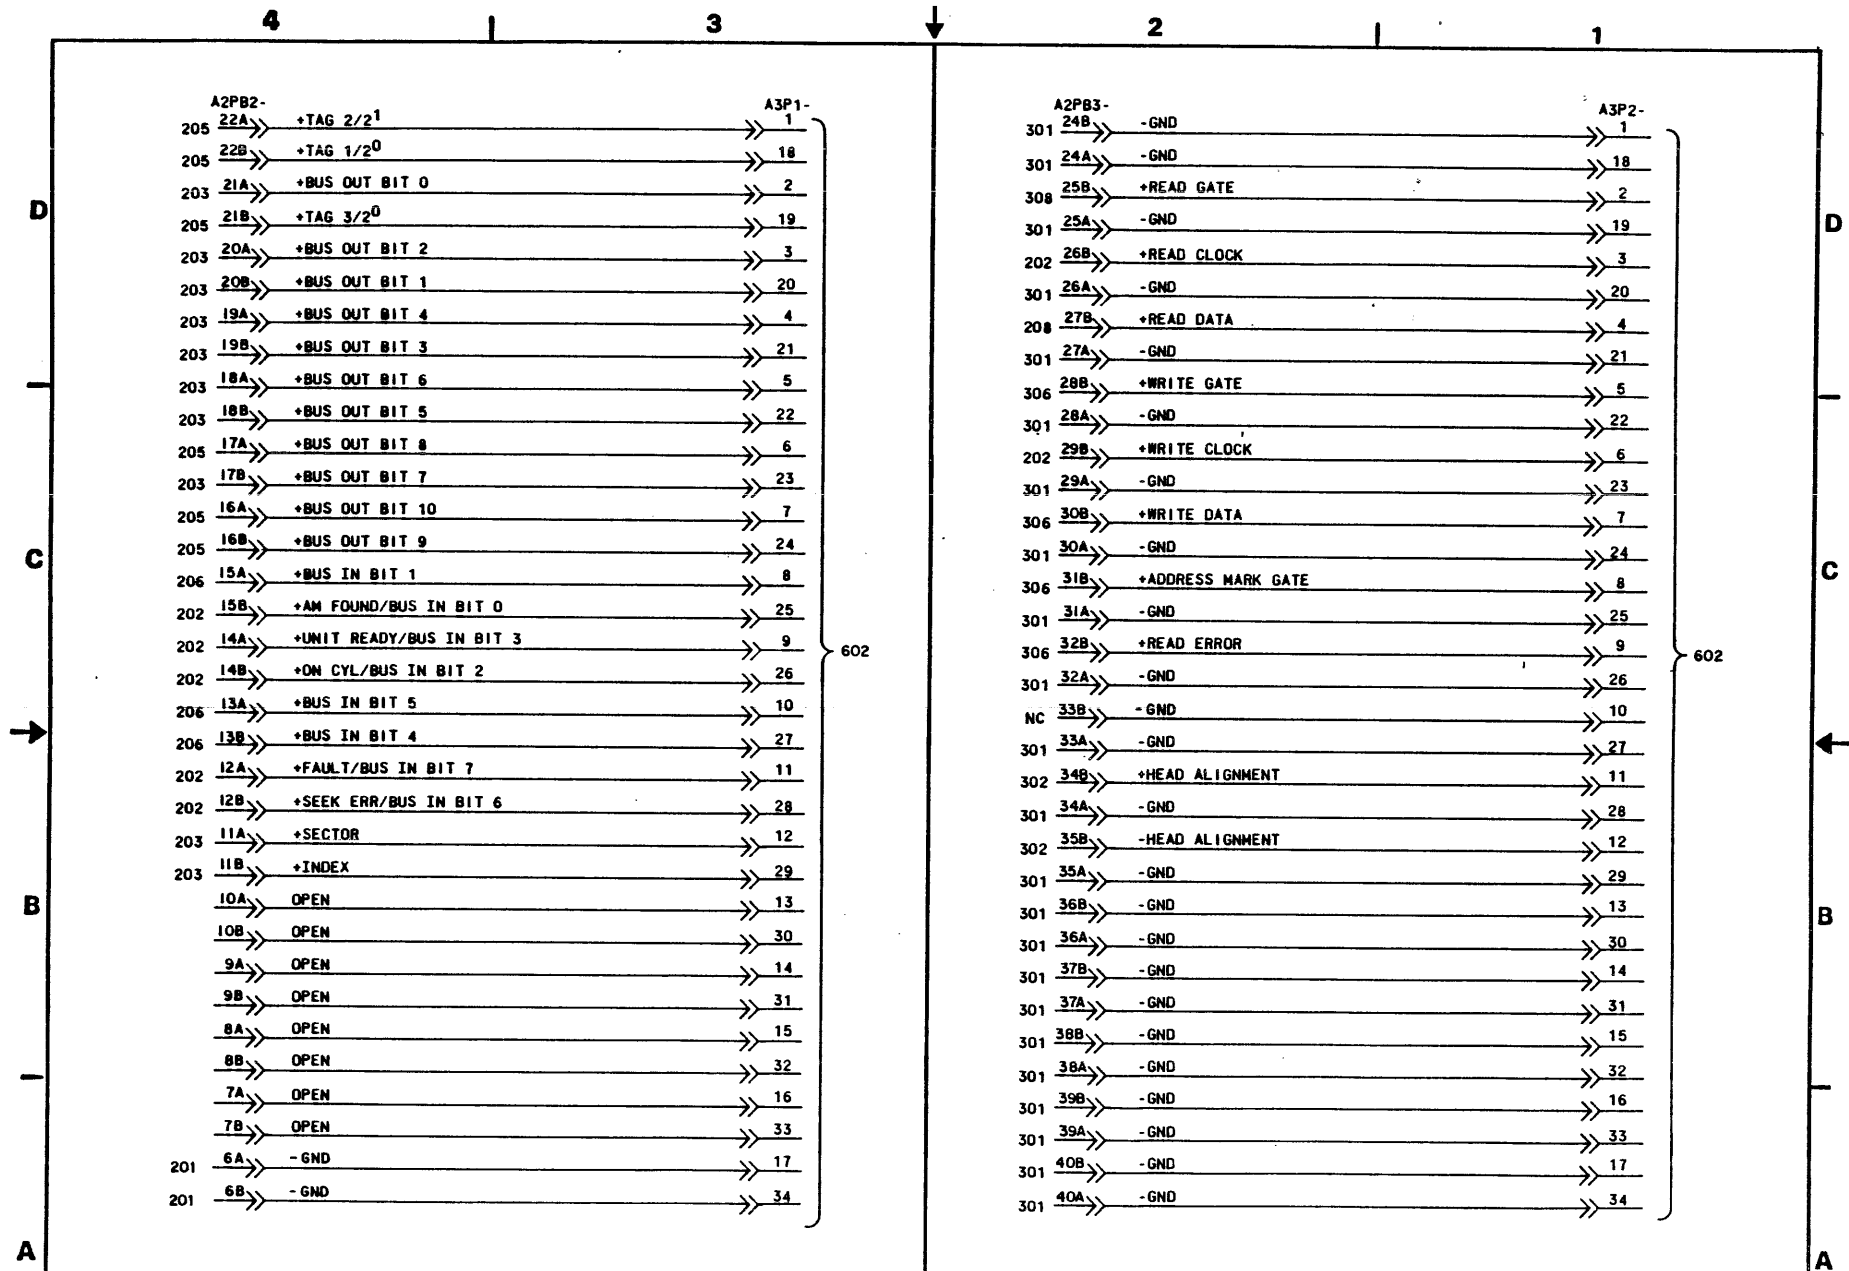 4 3 2 1
A2PB2- A3P1-
205 22A +TAG 2/2¹ 1
205 22B +TAG 1/2⁰ 18
203 21A +BUS OUT BIT 0 2
205 21B +TAG 3/2⁰ 19
203 20A +BUS OUT BIT 2 3
203 20B +BUS OUT BIT 1 20
203 19A +BUS OUT BIT 4 4
203 19B +BUS OUT BIT 3 21
203 18A +BUS OUT BIT 6 5
203 18B +BUS OUT BIT 5 22
205 17A +BUS OUT BIT 8 6
203 17B +BUS OUT BIT 7 23
205 16A +BUS OUT BIT 10 7
205 16B +BUS OUT BIT 9 24
206 15A +BUS IN BIT 1 8
202 15B +AM FOUND/BUS IN BIT 0 25
202 14A +UNIT READY/BUS IN BIT 3 9
202 14B +ON CYL/BUS IN BIT 2 26
206 13A +BUS IN BIT 5 10
206 13B +BUS IN BIT 4 27
202 12A +FAULT/BUS IN BIT 7 11
202 12B +SEEK ERR/BUS IN BIT 6 28
203 11A +SECTOR 12
203 11B +INDEX 29
10A OPEN 13
10B OPEN 30
9A OPEN 14
9B OPEN 31
8A OPEN 15
8B OPEN 32
7A OPEN 16
7B OPEN 33
201 6A -GND 17
201 6B -GND 34
602
A2PB3- A3P2-
301 24B -GND 1
301 24A -GND 18
308 25B +READ GATE 2
301 25A -GND 19
202 26B +READ CLOCK 3
301 26A -GND 20
208 27B +READ DATA 4
301 27A -GND 21
306 28B +WRITE GATE 5
301 28A -GND 22
202 29B +WRITE CLOCK 6
301 29A -GND 23
306 30B +WRITE DATA 7
301 30A -GND 24
306 31B +ADDRESS MARK GATE 8
301 31A -GND 25
306 32B +READ ERROR 9
301 32A -GND 26
NC 33B -GND 10
301 33A -GND 27
302 34B +HEAD ALIGNMENT 11
301 34A -GND 28
302 35B -HEAD ALIGNMENT 12
301 35A -GND 29
301 36B -GND 13
301 36A -GND 30
301 37B -GND 14
301 37A -GND 31
301 38B -GND 15
301 38A -GND 32
301 39B -GND 16
301 39A -GND 33
301 40B -GND 17
301 40A -GND 34
602
D D
C C
B B
A A